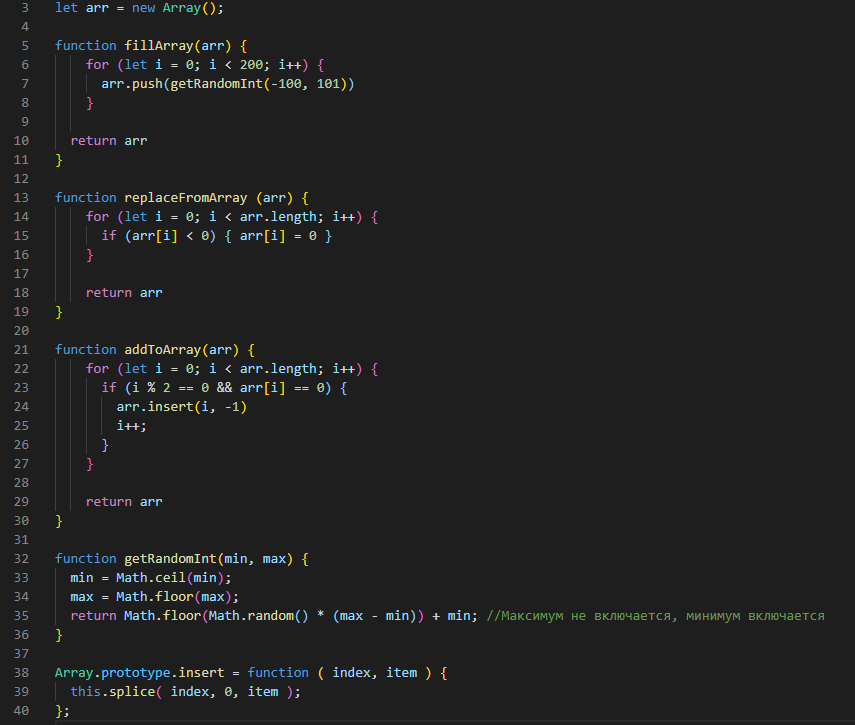 3 let arr = new Array();
4
5 function fillArray(arr) {
6 for (let i = 0; i < 200; i++) {
7 arr.push(getRandomInt(-100, 101))
8 }
9
10 return arr
11 }
12
13 function replaceFromArray (arr) {
14 for (let i = 0; i < arr.length; i++) {
15 if (arr[i] < 0) { arr[i] = 0 }
16 }
17
18 return arr
19 }
20
21 function addToArray(arr) {
22 for (let i = 0; i < arr.length; i++) {
23 if (i % 2 == 0 && arr[i] == 0) {
24 arr.insert(i, -1)
25 i++;
26 }
27 }
28
29 return arr
30 }
31
32 function getRandomInt(min, max) {
33 min = Math.ceil(min);
34 max = Math.floor(max);
35 return Math.floor(Math.random() * (max - min)) + min; //Максимум не включается, минимум включается
36 }
37
38 Array.prototype.insert = function ( index, item ) {
39 this.splice( index, 0, item );
40 };